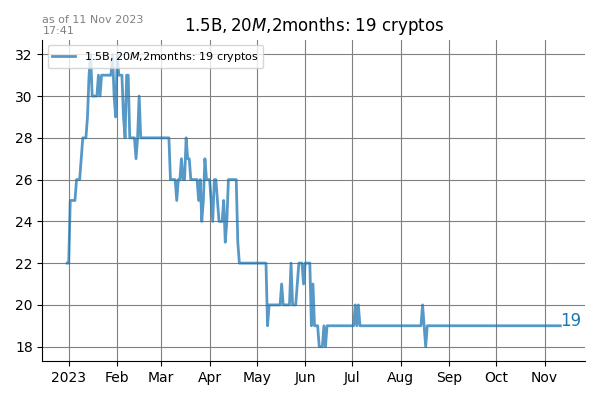 as of 11 Nov 2023
17:41
1.5B, 20M, 2months: 19 cryptos
1.5B, 20M, 2months: 19 cryptos
32
30
28
26
24
22
20
18
19
2023 Feb Mar Apr May Jun Jul Aug Sep Oct Nov